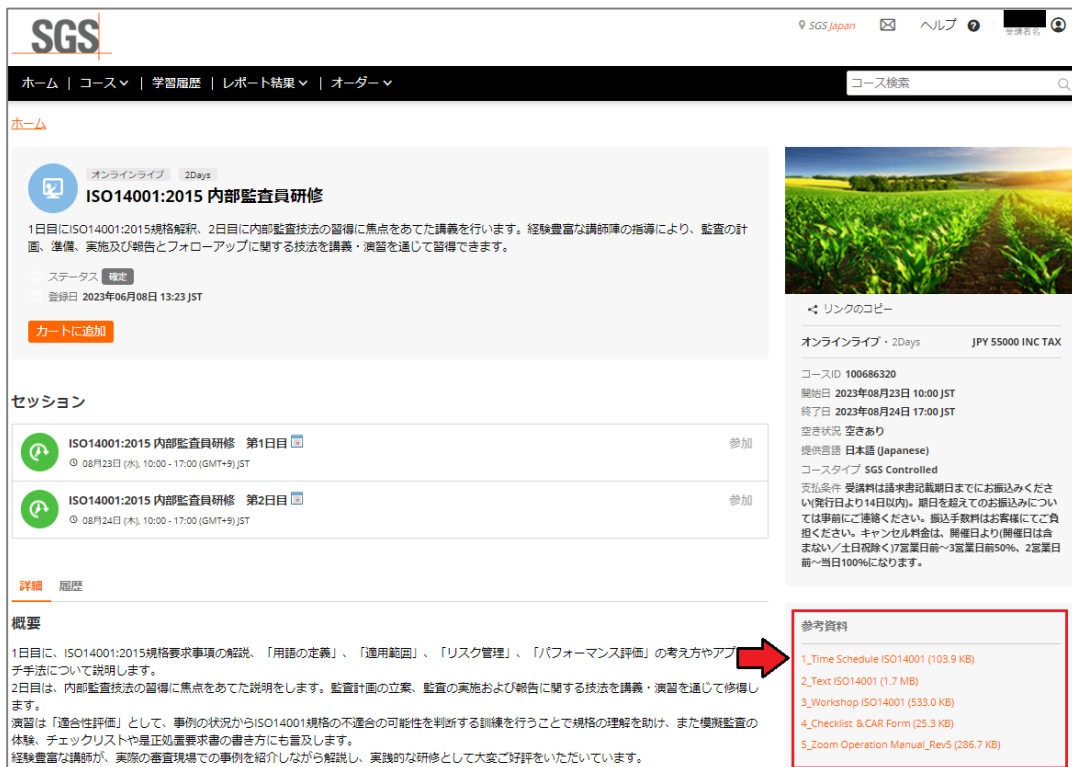 SGS
SGS Japan
ヘルプ
受講者名
ホーム | コース | 学習履歴 | レポート結果 | オーダー
コース検索
ホーム
オンラインライブ 2Days
ISO14001:2015 内部監査員研修
1日目にISO14001:2015規格解釈、2日目に内部監査技法の習得に焦点をあてた講義を行います。経験豊富な講師陣の指導により、監査の計
画、準備、実施及び報告とフォローアップに関する技法を講義・演習を通じて習得できます。
ステータス 確定
登録日 2023年06月08日 13:23 JST
カートに追加
セッション
ISO14001:2015 内部監査員研修 第1日目
参加
08月23日 (水), 10:00 - 17:00 (GMT+9) JST
ISO14001:2015 内部監査員研修 第2日目
参加
08月24日 (木), 10:00 - 17:00 (GMT+9) JST
詳細 履歴
概要
1日目に、ISO14001:2015規格要求事項の解説、「用語の定義」、「適用範囲」、「リスク管理」、「パフォーマンス評価」の考え方やアプ
チ手法について説明します。
2日目は、内部監査技法の習得に焦点をあてた説明をします。監査計画の立案、監査の実施および報告に関する技法を講義・演習を通じて修得し
ます。
演習は「適合性評価」として、事例の状況からISO14001規格の不適合の可能性を判断する訓練を行うことで規格の理解を助け、また模擬監査の
体験、チェックリストや是正処置要求書の書き方にも言及します。
経験豊富な講師が、実際の審査現場での事例を紹介しながら解説し、実践的な研修として大変ご好評をいただいています。
リンクのコピー
オンラインライブ・2Days JPY 55000 INC TAX
コースID 100686320
開始日 2023年08月23日 10:00 JST
終了日 2023年08月24日 17:00 JST
空き状況 空きあり
提供言語 日本語 (Japanese)
コースタイプ SGS Controlled
支払条件 受講料は請求書記載期日までにお振込みくださ
い(発行日より14日以内)。期日を超えてのお振込みについ
ては事前にご連絡ください。振込手数料はお客様にてご負
担ください。キャンセル料金は、開催日より(開催日は含
まない/土日祝除く)7営業日前～3営業日前50%、2営業日
前～当日100%になります。
参考資料
1_Time Schedule ISO14001 (103.9 KB)
2_Text ISO14001 (1.7 MB)
3_Workshop ISO14001 (533.0 KB)
4_Checklist & CAR Form (25.3 KB)
5_Zoom Operation Manual_Rev5 (286.7 KB)